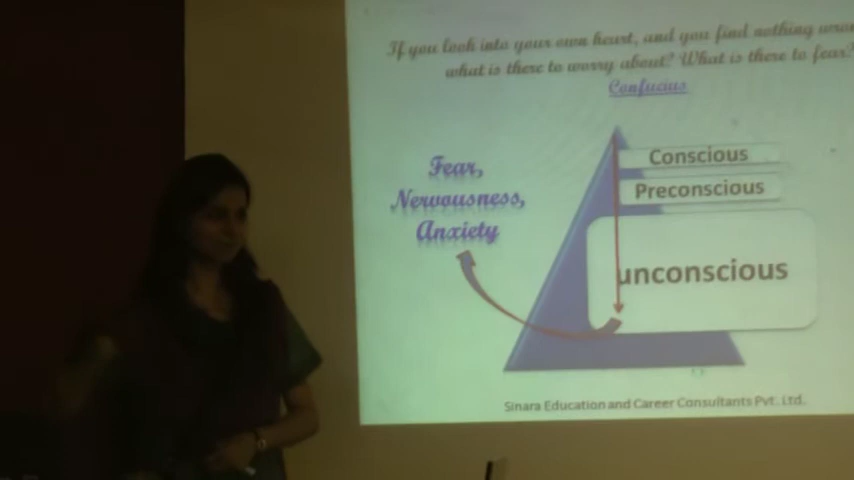 If you look into your own heart, and you find nothing
what is there to worry about? What is there to fear?
Confucius
Fear,
Nervousness,
Anxiety
Conscious
Preconscious
unconscious
Sinara Education and Career Consultants Pvt. Ltd.